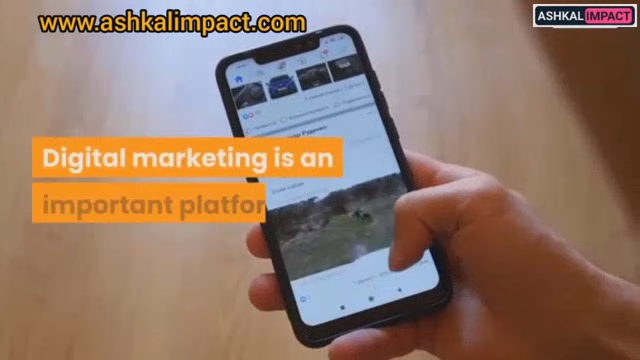 www.ashkalimpact.com
ASHKAL IMPACT
Digital marketing is an
important platfor